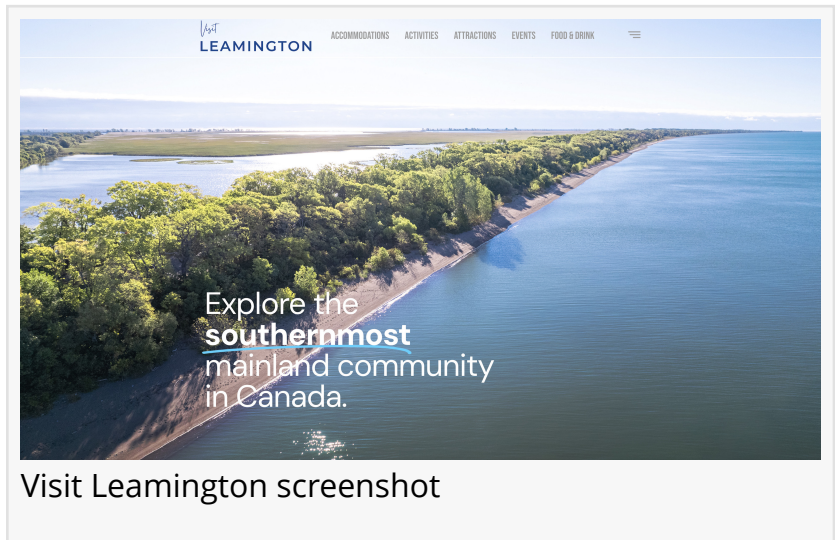 Visit
LEAMINGTON
ACCOMMODATIONS ACTIVITIES ATTRACTIONS EVENTS FOOD & DRINK
Explore the
southernmost
mainland community
in Canada.
Visit Leamington screenshot